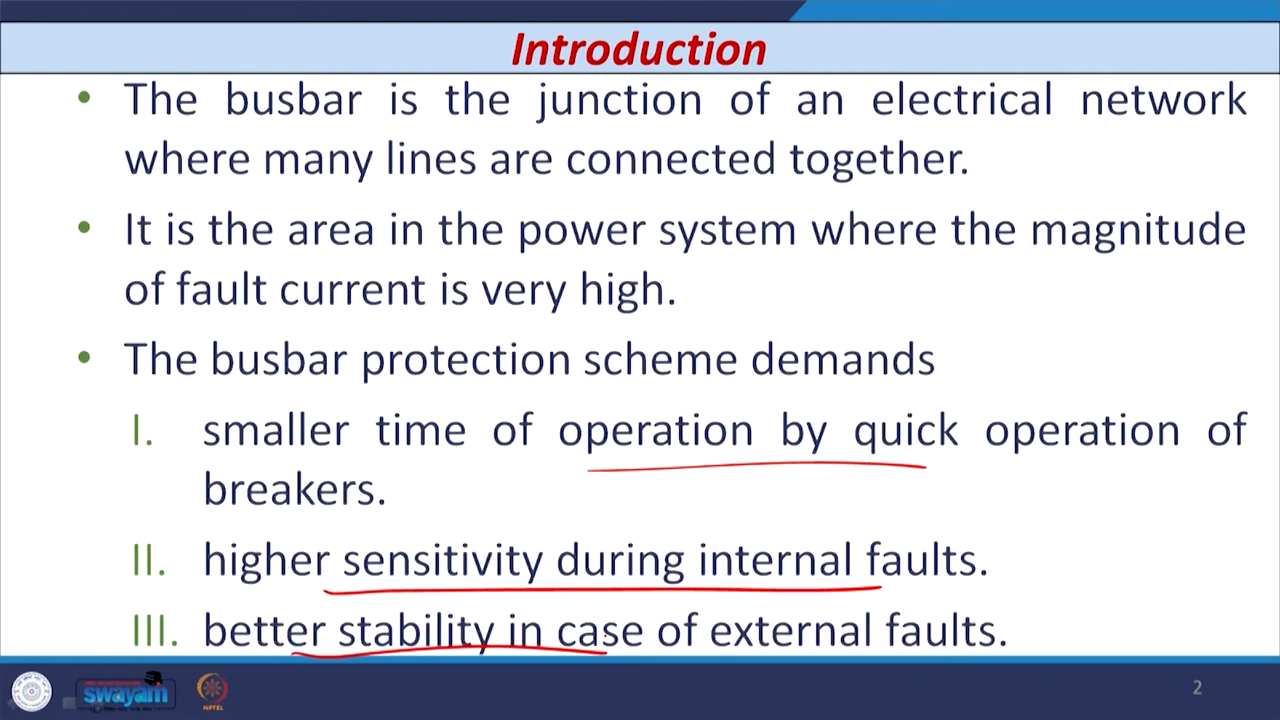 Introduction
• The busbar is the junction of an electrical network
where many lines are connected together.
• It is the area in the power system where the magnitude
of fault current is very high.
• The busbar protection scheme demands
I. smaller time of operation by quick operation of
breakers.
II. higher sensitivity during internal faults.
III. better stability in case of external faults.
swayam
NPTEL
2